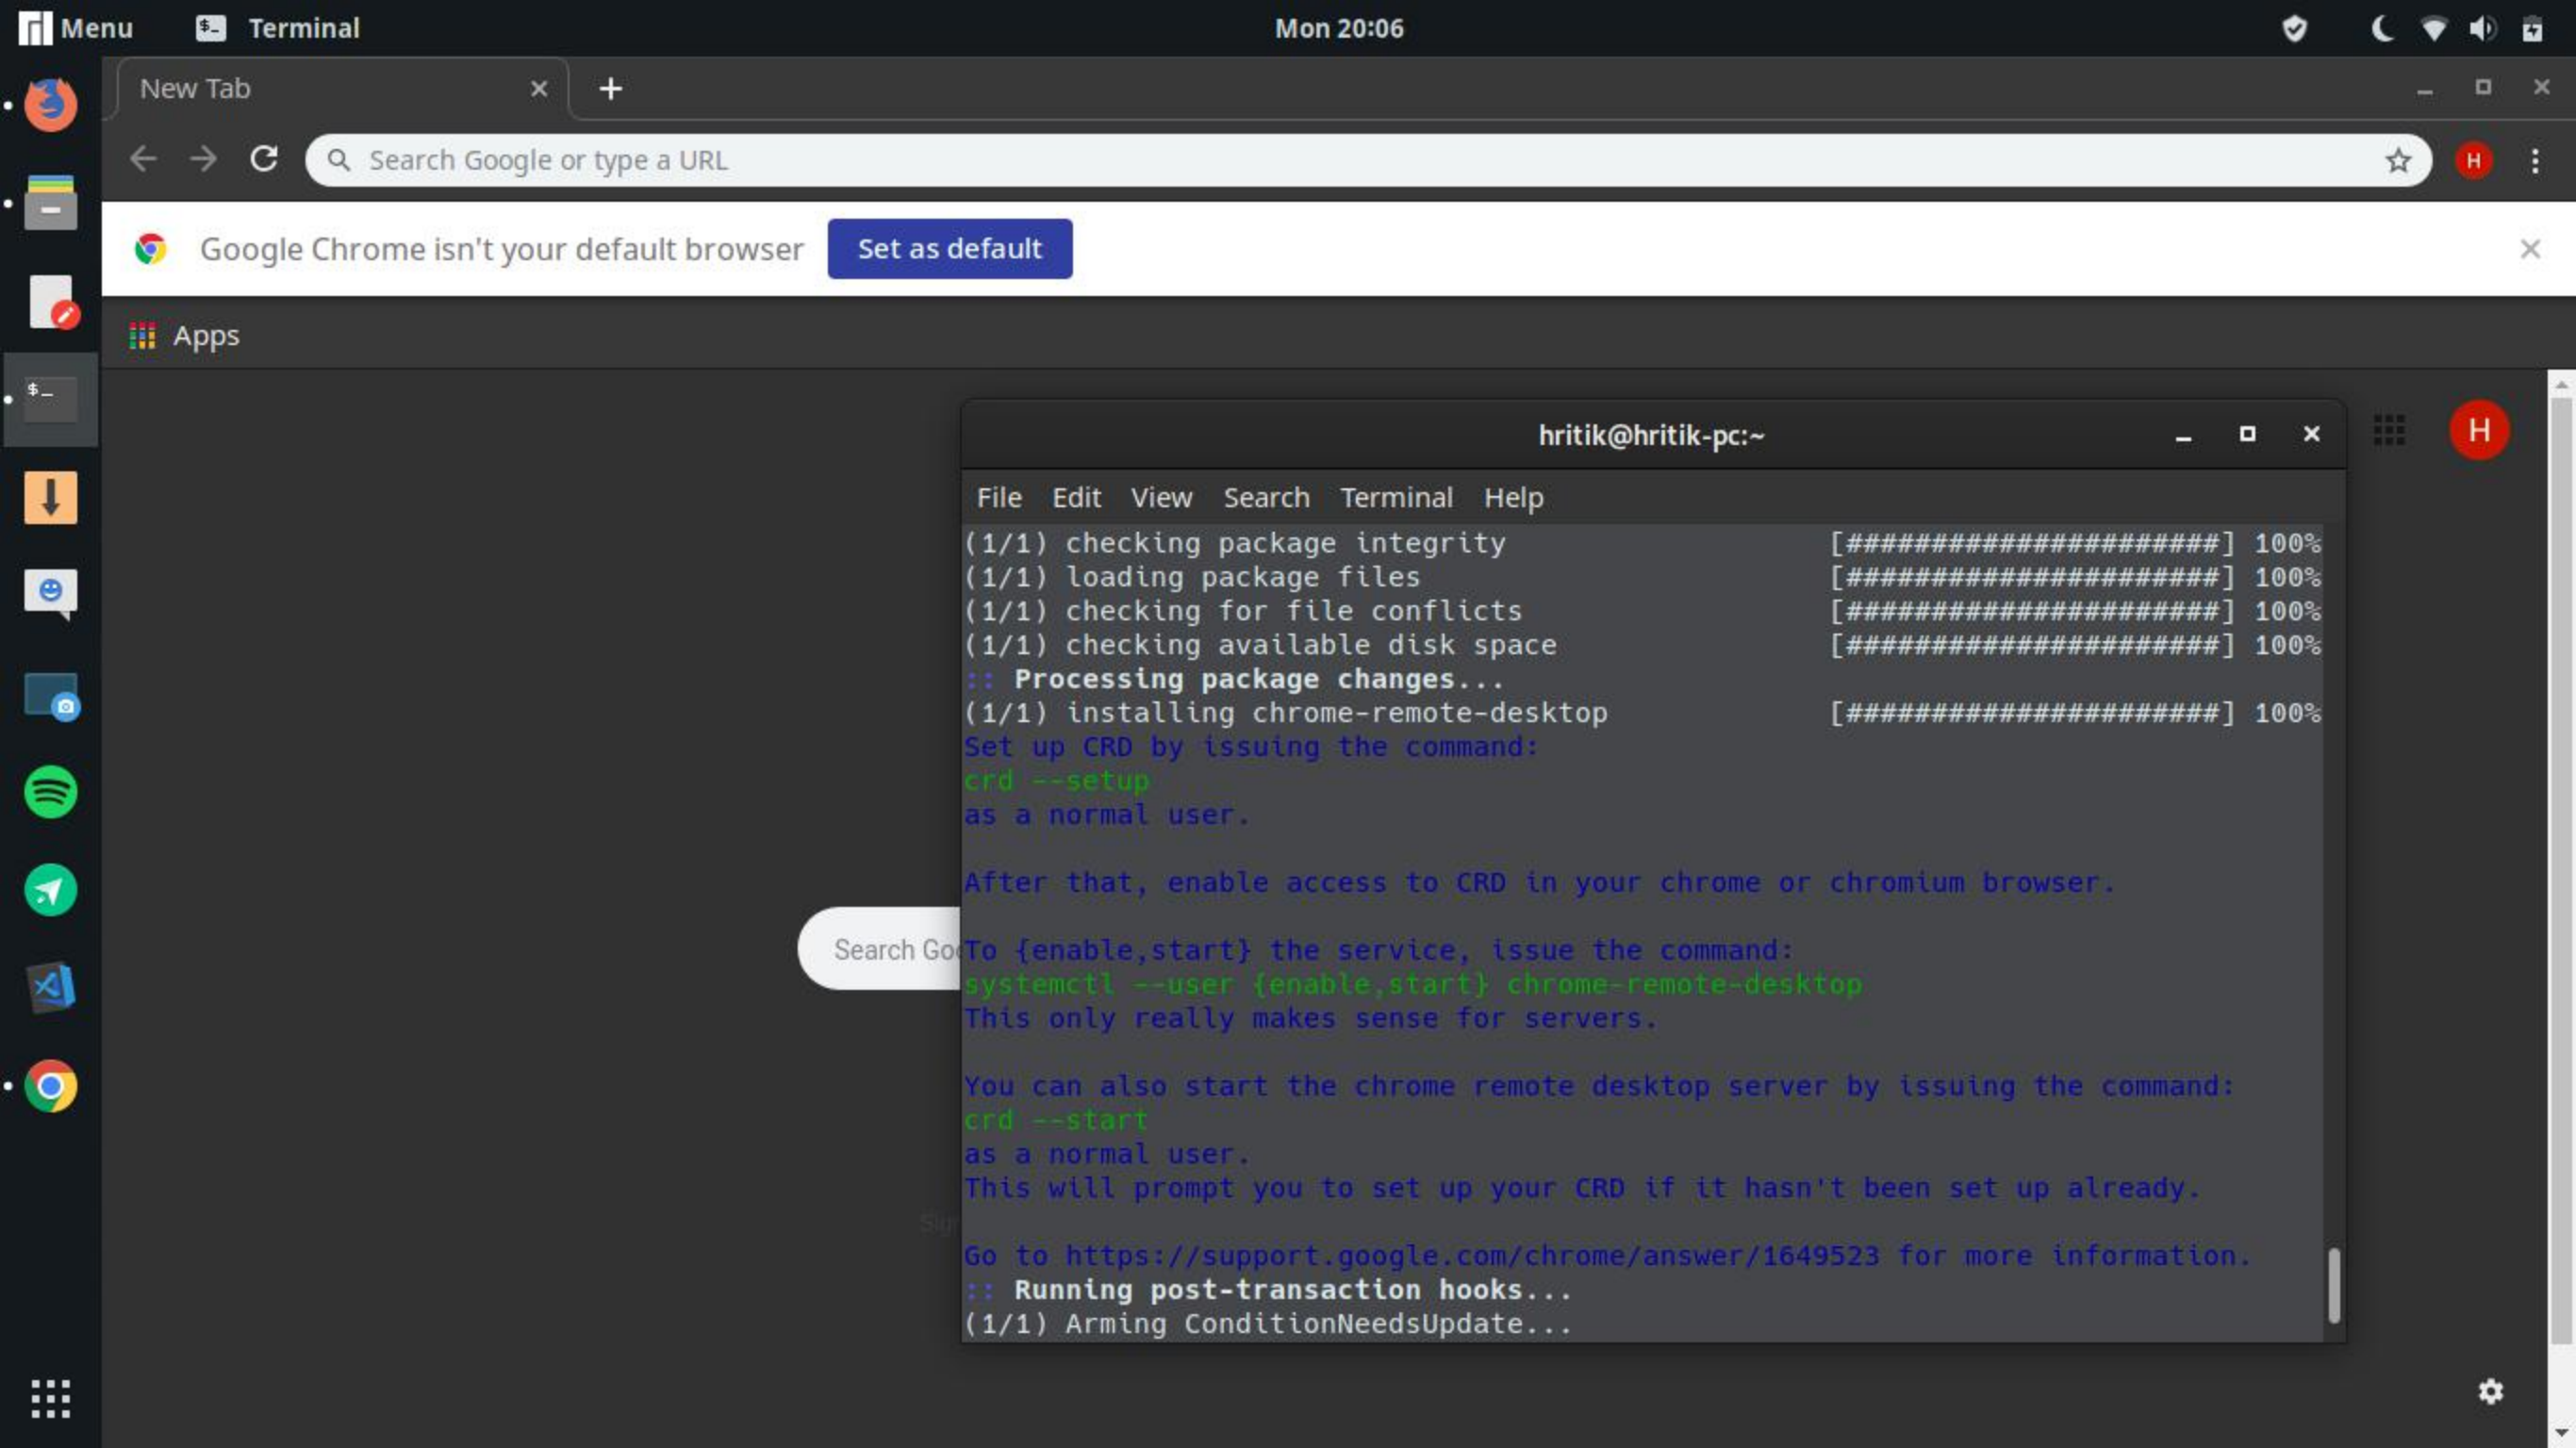 Menu
$_ Terminal
Mon 20:06
New Tab
Search Google or type a URL
H
Google Chrome isn't your default browser
Set as default
Apps
$_
H
hritik@hritik-pc:~
File Edit View Search Terminal Help
(1/1) checking package integrity [######################] 100%
(1/1) loading package files [######################] 100%
(1/1) checking for file conflicts [######################] 100%
(1/1) checking available disk space [######################] 100%
:: Processing package changes...
(1/1) installing chrome-remote-desktop [######################] 100%
Set up CRD by issuing the command:
crd --setup
as a normal user.
After that, enable access to CRD in your chrome or chromium browser.
Search Goo
To {enable,start} the service, issue the command:
systemctl --user {enable,start} chrome-remote-desktop
This only really makes sense for servers.
You can also start the chrome remote desktop server by issuing the command:
crd --start
as a normal user.
This will prompt you to set up your CRD if it hasn't been set up already.
Sign
Go to https://support.google.com/chrome/answer/1649523 for more information.
:: Running post-transaction hooks...
(1/1) Arming ConditionNeedsUpdate...